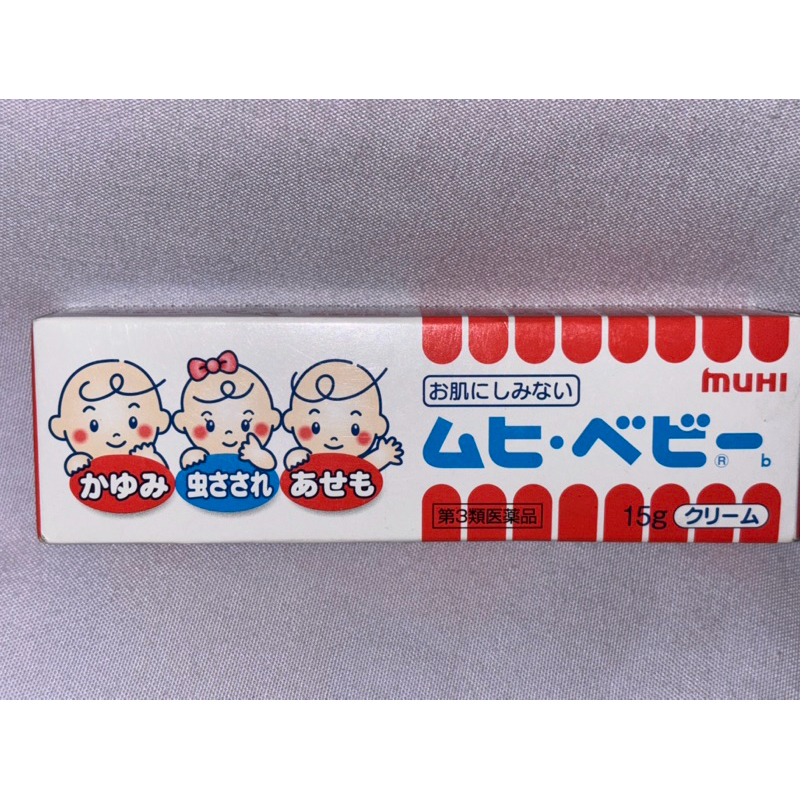 かゆみ
虫さされ
あせも
お肌にしみない
muHI
ムヒ・ベビー® b
第3類医薬品
15g クリーム